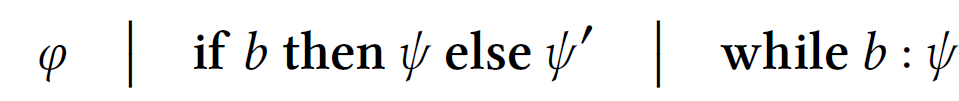 φ | if b then ψ else ψ′ | while b : ψ